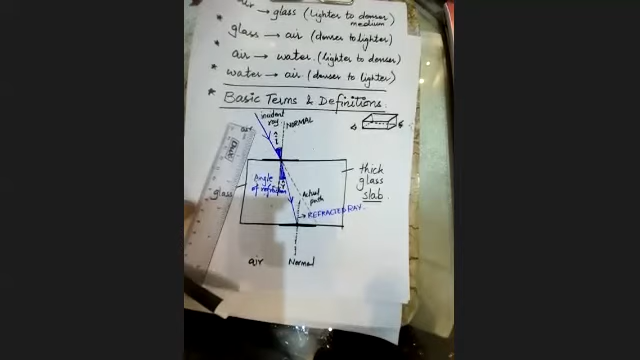 air → glass (lighter to denser medium)
* glass → air (denser to lighter)
* air → water (lighter to denser)
* water → air (denser to lighter)
* Basic Terms & Definitions.
incident ray
NORMAL
air
î
Angle of refraction
r̂
glass
thick glass slab
Actual path
→ REFRACTED RAY.
air
Normal